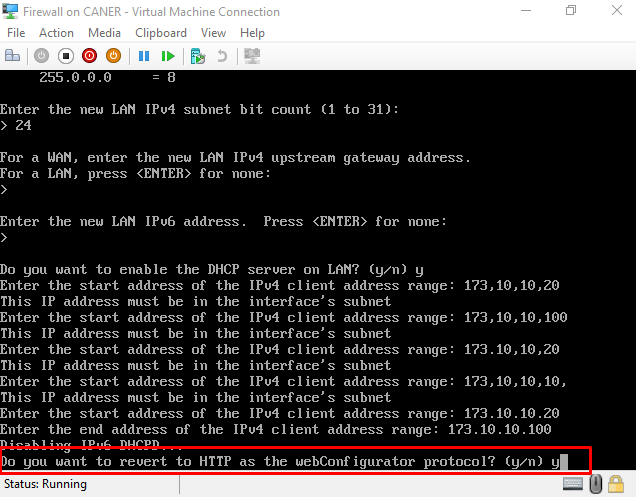 Firewall on CANER - Virtual Machine Connection
File Action Media Clipboard View Help
255.0.0.0 = 8
Enter the new LAN IPv4 subnet bit count (1 to 31):
> 24
For a WAN, enter the new LAN IPv4 upstream gateway address.
For a LAN, press <ENTER> for none:
>
Enter the new LAN IPv6 address. Press <ENTER> for none:
>
Do you want to enable the DHCP server on LAN? (y/n) y
Enter the start address of the IPv4 client address range: 173,10,10,20
This IP address must be in the interface's subnet
Enter the start address of the IPv4 client address range: 173,10,10,100
This IP address must be in the interface's subnet
Enter the start address of the IPv4 client address range: 173.10,10,20
This IP address must be in the interface's subnet
Enter the start address of the IPv4 client address range: 173,10,10,10,
This IP address must be in the interface's subnet
Enter the start address of the IPv4 client address range: 173.10.10.20
Enter the end address of the IPv4 client address range: 173.10.10.100
Disabling IPv6 DHCPD...
Do you want to revert to HTTP as the webConfigurator protocol? (y/n) y
Status: Running